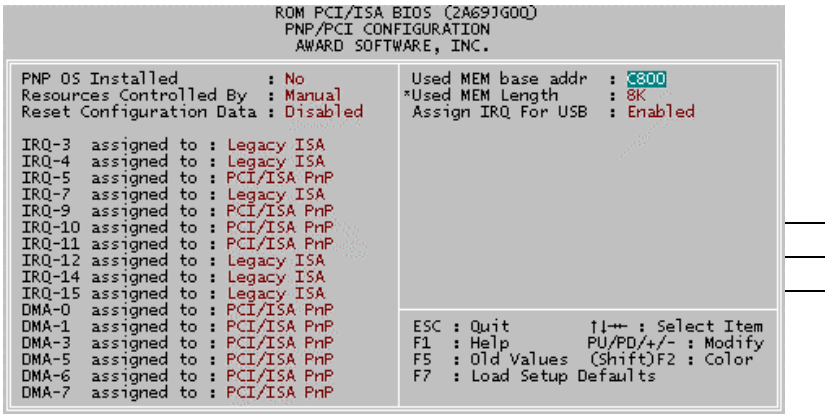 ROM PCI/ISA BIOS (2A69JG0Q)
PNP/PCI CONFIGURATION
AWARD SOFTWARE, INC.
PNP OS Installed : No
Resources Controlled By : Manual
Reset Configuration Data : Disabled
IRQ-3 assigned to : Legacy ISA
IRQ-4 assigned to : Legacy ISA
IRQ-5 assigned to : PCI/ISA PnP
IRQ-7 assigned to : Legacy ISA
IRQ-9 assigned to : PCI/ISA PnP
IRQ-10 assigned to : PCI/ISA PnP
IRQ-11 assigned to : PCI/ISA PnP
IRQ-12 assigned to : Legacy ISA
IRQ-14 assigned to : Legacy ISA
IRQ-15 assigned to : Legacy ISA
DMA-0 assigned to : PCI/ISA PnP
DMA-1 assigned to : PCI/ISA PnP
DMA-3 assigned to : PCI/ISA PnP
DMA-5 assigned to : PCI/ISA PnP
DMA-6 assigned to : PCI/ISA PnP
DMA-7 assigned to : PCI/ISA PnP
Used MEM base addr : C800
*Used MEM Length : 8K
Assign IRQ For USB : Enabled
ESC : Quit ↑↓→← : Select Item
F1 : Help PU/PD/+/- : Modify
F5 : Old Values (Shift)F2 : Color
F7 : Load Setup Defaults